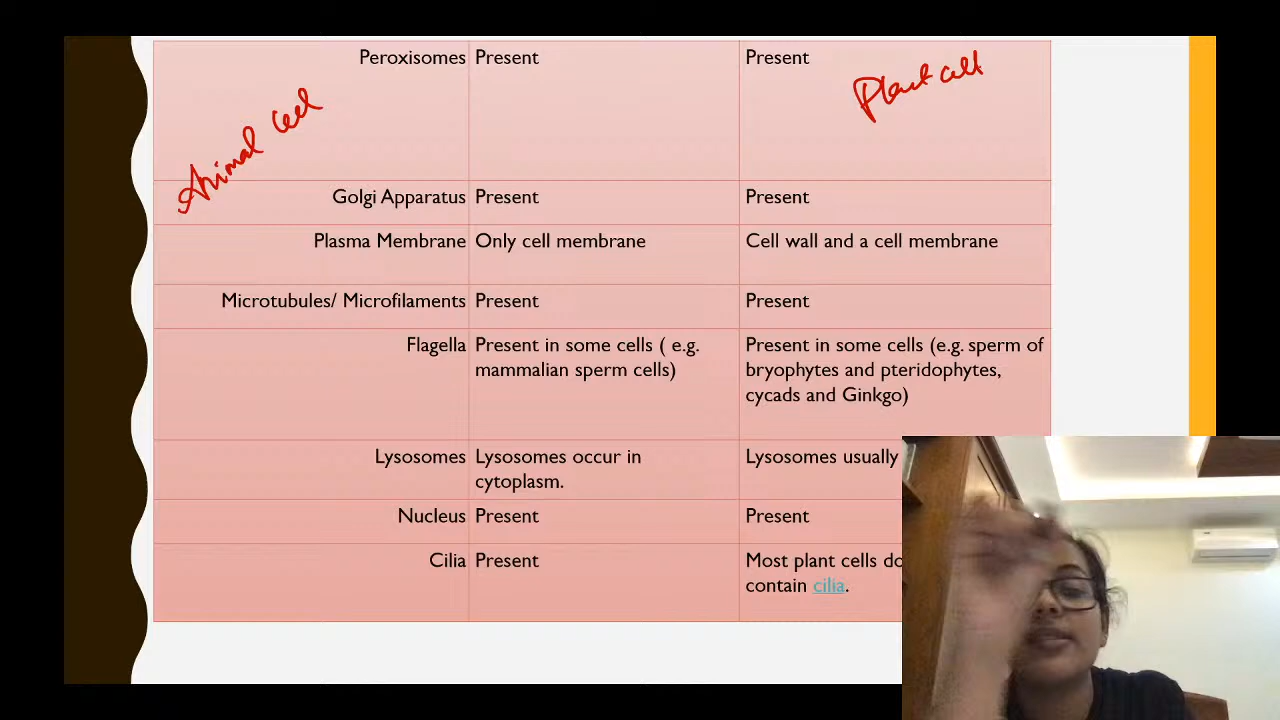 Peroxisomes Present Present
Plant cell
Animal cell
Golgi Apparatus Present Present
Plasma Membrane Only cell membrane Cell wall and a cell membrane
Microtubules/ Microfilaments Present Present
Flagella Present in some cells ( e.g. Present in some cells (e.g. sperm of
mammalian sperm cells) bryophytes and pteridophytes,
cycads and Ginkgo)
Lysosomes Lysosomes occur in Lysosomes usually
cytoplasm.
Nucleus Present Present
Cilia Present Most plant cells do
contain cilia.